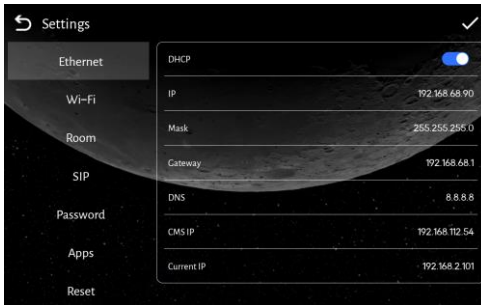 Settings
Ethernet
Wi-Fi
Room
SIP
Password
Apps
Reset
DHCP
IP 192.168.68.90
Mask 255.255.255.0
Gateway 192.168.68.1
DNS 8.8.8.8
CMS IP 192.168.112.54
Current IP 192.168.2.101